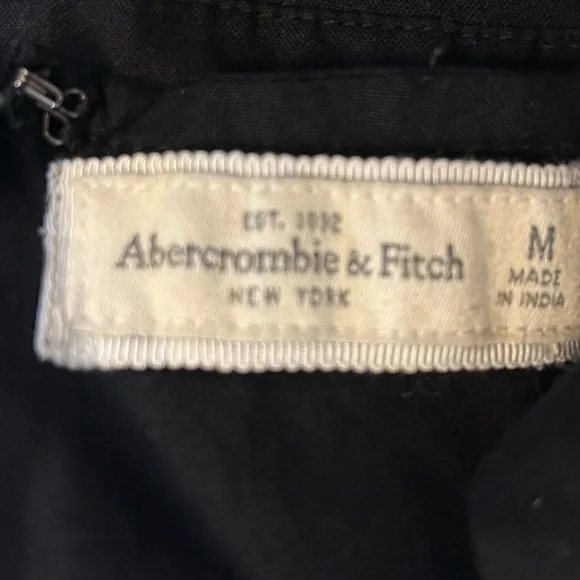 EST. 1892
Abercrombie & Fitch
NEW YORK
M
MADE
IN INDIA